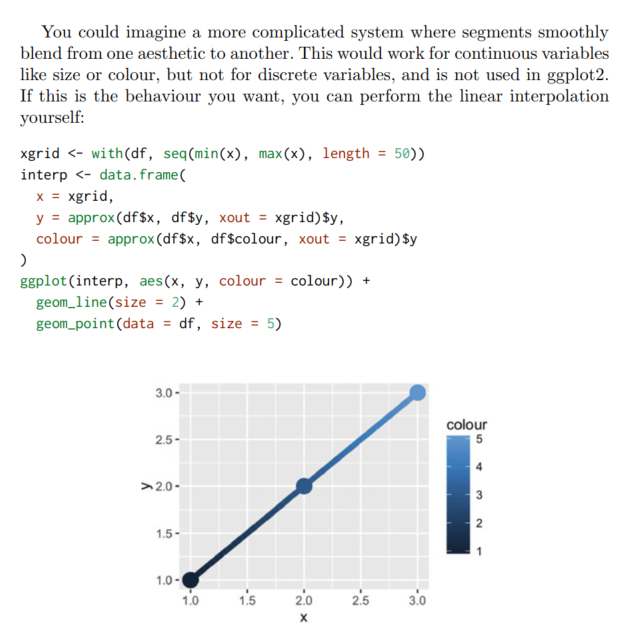 You could imagine a more complicated system where segments smoothly
blend from one aesthetic to another. This would work for continuous variables
like size or colour, but not for discrete variables, and is not used in ggplot2.
If this is the behaviour you want, you can perform the linear interpolation
yourself:
xgrid <- with(df, seq(min(x), max(x), length = 50))
interp <- data.frame(
  x = xgrid,
  y = approx(df$x, df$y, xout = xgrid)$y,
  colour = approx(df$x, df$colour, xout = xgrid)$y
)
ggplot(interp, aes(x, y, colour = colour)) +
  geom_line(size = 2) +
  geom_point(data = df, size = 5)
3.0
2.5
2.0
1.5
1.0
y
1.0 1.5 2.0 2.5 3.0
x
colour
5
4
3
2
1